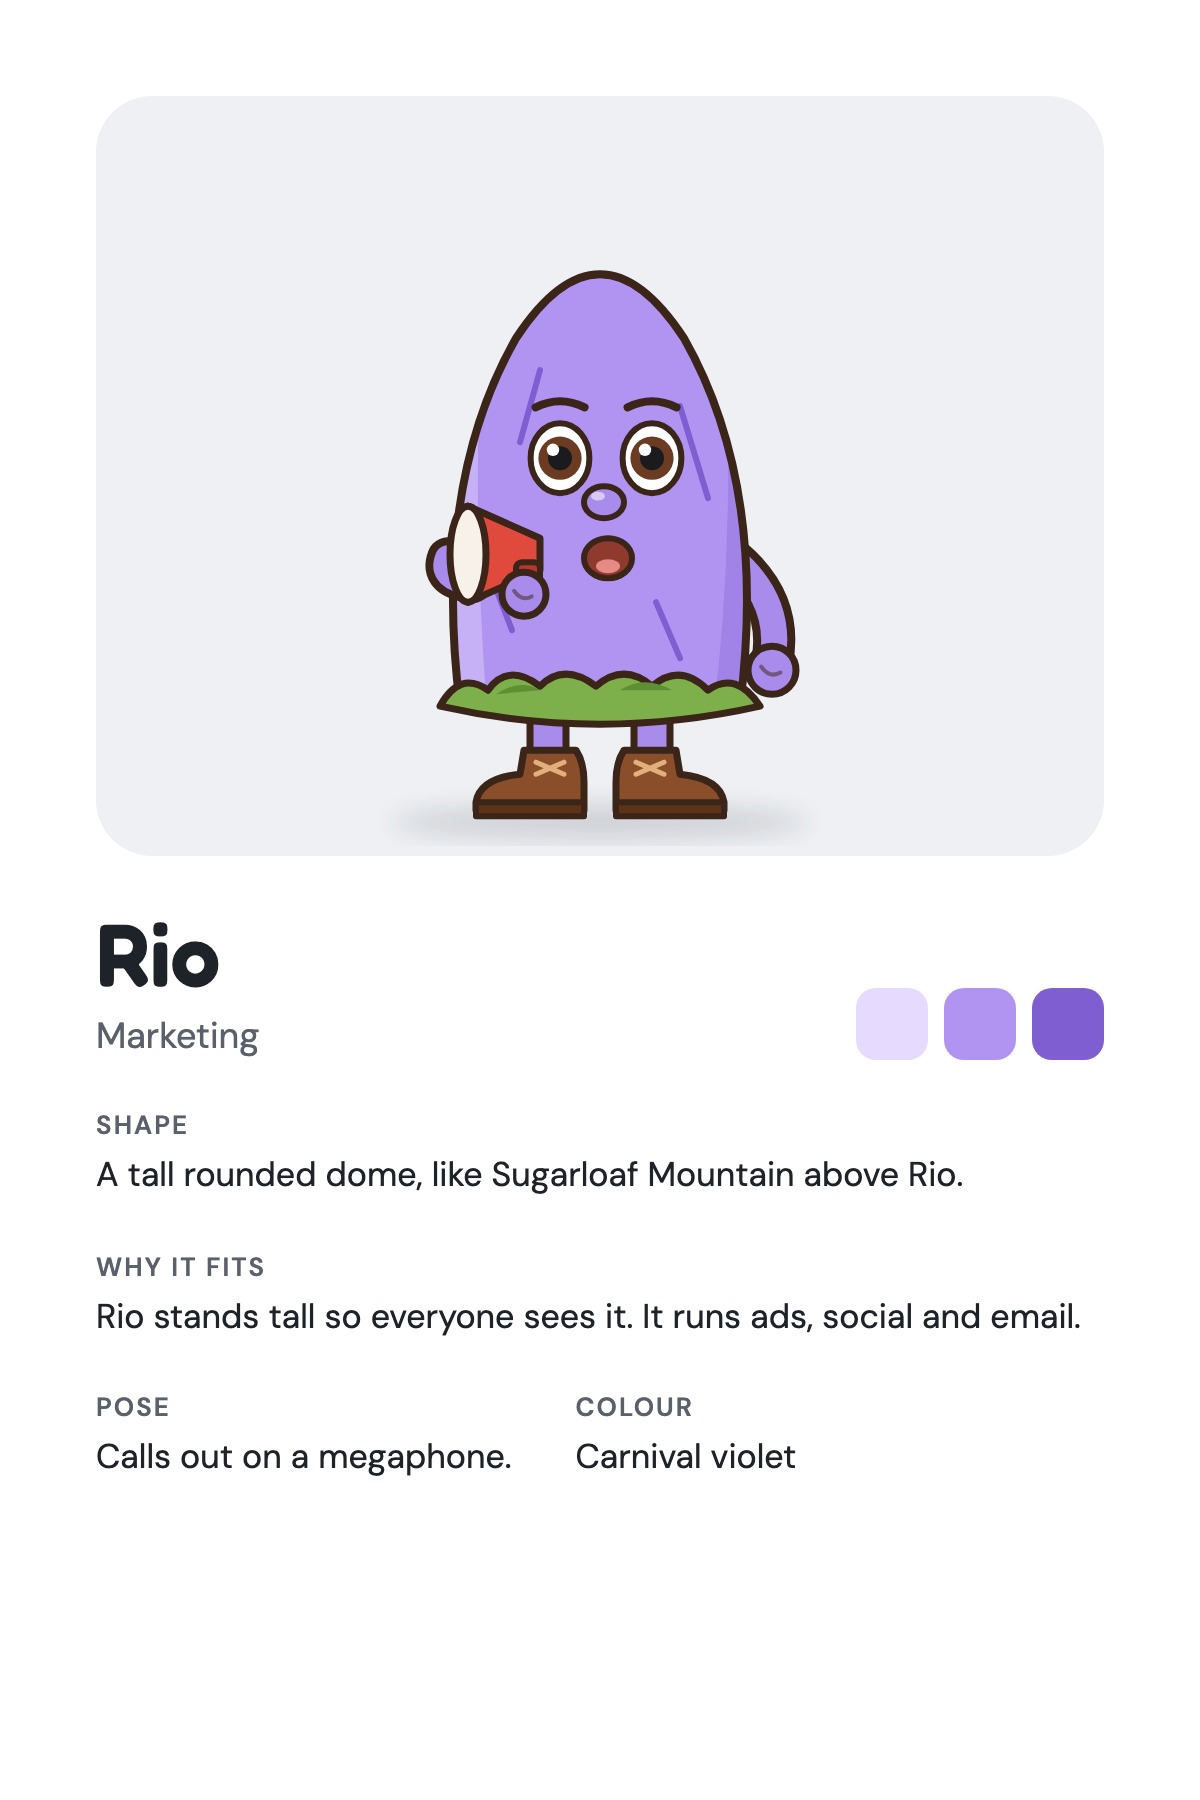 Rio
Marketing
SHAPE
A tall rounded dome, like Sugarloaf Mountain above Rio.
WHY IT FITS
Rio stands tall so everyone sees it. It runs ads, social and email.
POSE
Calls out on a megaphone.
COLOUR
Carnival violet